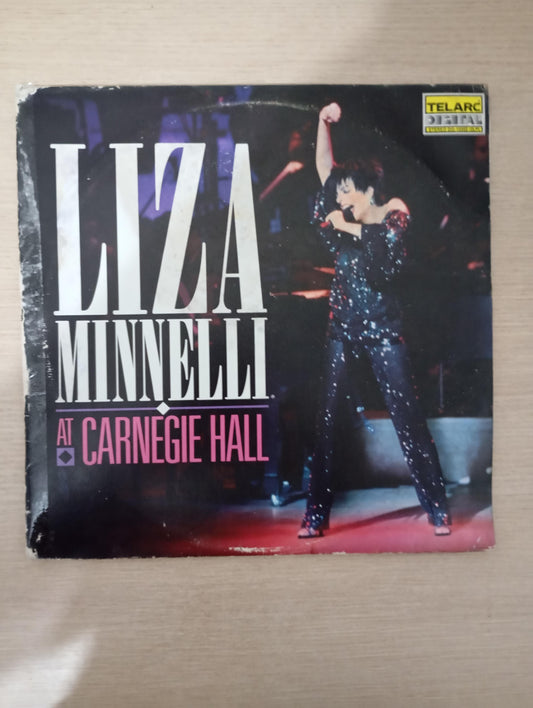 TELARC
DIGITAL
LIZA
MINNELLI
AT CARNEGIE HALL